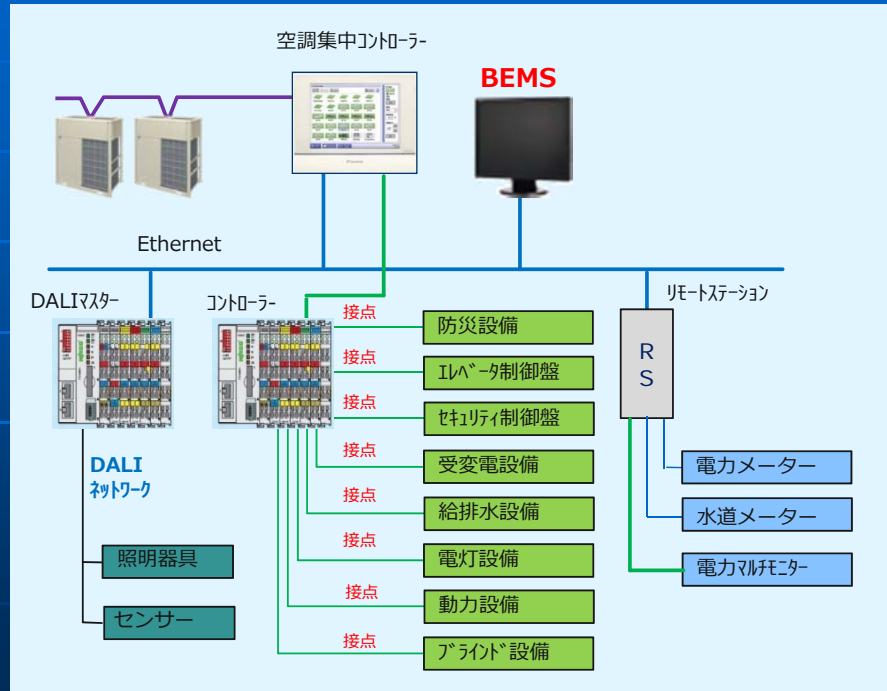 空調集中ｺﾝﾄﾛｰﾗｰ
BEMS
Ethernet
DALIﾏｽﾀｰ
ｺﾝﾄﾛｰﾗｰ
ﾘﾓｰﾄｽﾃｰｼｮﾝ
接点
防災設備
R
S
接点
ｴﾚﾍﾞｰﾀ制御盤
接点
ｾｷｭﾘﾃｨ制御盤
接点
受変電設備
DALI
ﾈｯﾄﾜｰｸ
電力メーター
接点
給排水設備
水道メーター
接点
電灯設備
照明器具
電力ﾏﾙﾁﾓﾆﾀｰ
接点
動力設備
センサー
接点
ﾌﾞﾗｲﾝﾄﾞ設備